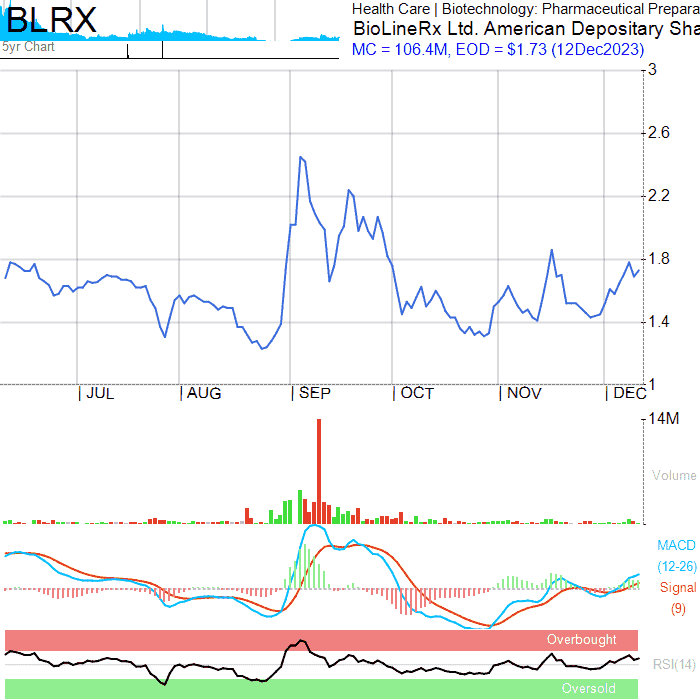 BLRX
5yr Chart
Health Care | Biotechnology: Pharmaceutical Prepara
BioLineRx Ltd. American Depositary Sha
MC = 106.4M, EOD = $1.73 (12Dec2023)
3
2.6
2.2
1.8
1.4
1
| JUL | AUG | SEP | OCT | NOV | DEC
14M
Volume
MACD
(12-26)
Signal
(9)
Overbought
RSI(14)
Oversold